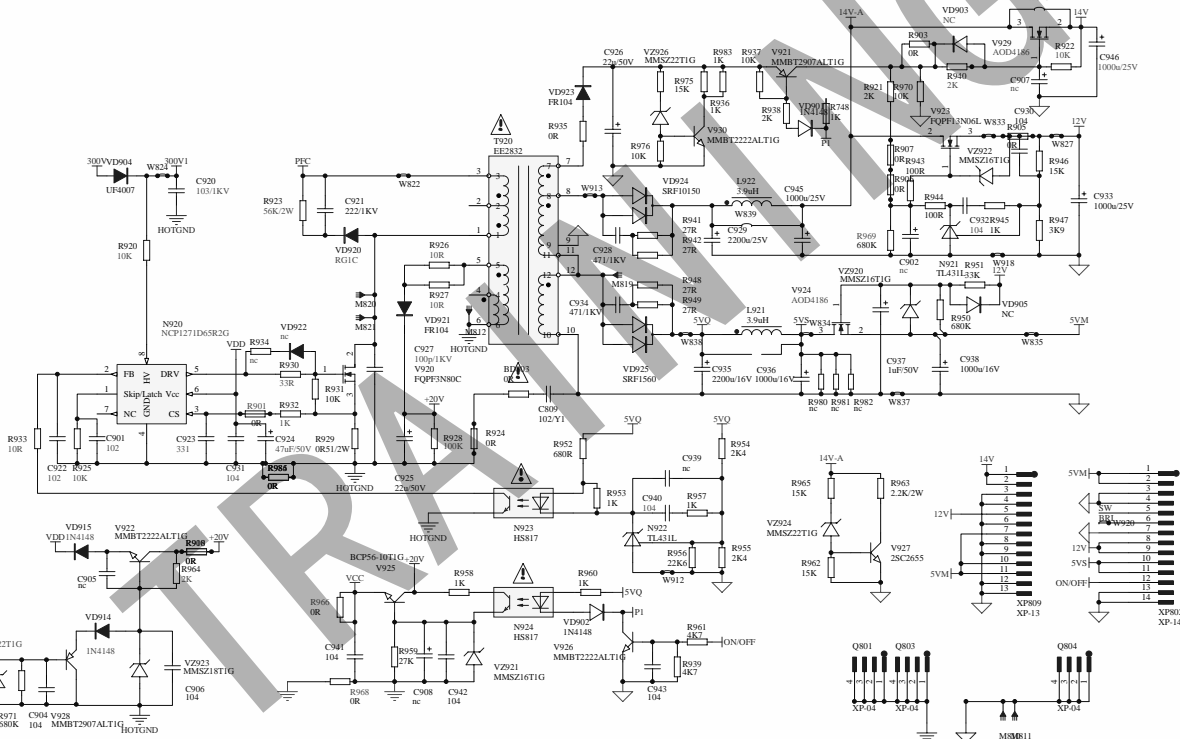 14V-A
VD903
NC
14V
R903
0R
V929
AOD4186
R922
10K
C946
1000u/25V
R940
2K
C907
nc
C926
22u/50V
VZ926
MMSZ22T1G
R983
1K
R937
10K
V921
MMBT2907ALT1G
R975
15K
R936
1K
R938
2K
VD901
1N4148
R748
1K
P1
R921
2K
R970
10K
V923
FQPF13N06L
C930
104
W833
R905
0R
12V
W827
VD923
FR104
R935
0R
V930
MMBT2222ALT1G
R976
10K
R907
0R
R943
100R
R906
0R
VZ922
MMSZ16T1G
R946
15K
T920
EE2832
300V
VD904
UF4007
W824
300V1
C920
103/1KV
HOTGND
PFC
W822
R923
56K/2W
C921
222/1KV
VD920
RG1C
W913
VD924
SRF10150
L922
3.9uH
W839
C945
1000u/25V
C929
2200u/25V
R941
27R
R942
27R
C928
471/1KV
R944
100R
C932
104
R945
1K
R947
3K9
C933
1000u/25V
R969
680K
C902
nc
N921
TL431L
W918
R951
33K
12V
R920
10K
R926
10R
R927
10R
M820
M821
VD921
FR104
M812
HOTGND
M819
C934
471/1KV
R948
27R
R949
27R
VD925
SRF1560
W838
5VQ
L921
3.9uH
5VS
W834
V924
AOD4186
VZ920
MMSZ16T1G
VD905
NC
R950
680K
W835
5VM
N920
NCP1271D65R2G
VDD
VD922
nc
R934
nc
R930
33R
R931
10K
C927
100p/1KV
V920
FQPF3N80C
C935
2200u/16V
C936
1000u/16V
C937
1uF/50V
C938
1000u/16V
R980
nc
R981
nc
R982
nc
W837
FB
HV
DRV
Skip/Latch
Vcc
NC
GND
CS
R901
0R
R932
1K
R929
0R51/2W
+20V
R928
100K
R924
0R
C809
102/Y1
R933
10R
C922
102
R925
10K
C901
102
C923
331
C931
104
C924
47uF/50V
0R
HOTGND
C925
22u/50V
R952
680R
5VQ
5VQ
R954
2K4
C939
nc
R953
1K
C940
104
R957
1K
N922
TL431L
R956
22K6
W912
R955
2K4
N923
HS817
HOTGND
14V-A
R965
15K
R963
2.2K/2W
VZ924
MMSZ22T1G
R962
15K
V927
2SC2655
14V
12V
5VM
XP809
XP-13
5VM
SW
BRI
W920
12V
5VS
ON/OFF
XP-14
VD915
1N4148
VDD
V922
MMBT2222ALT1G
0R
+20V
C905
nc
R964
2K
VD914
1N4148
VZ923
MMSZ18T1G
C906
104
HOTGND
R971
680K
C904
104
V928
MMBT2907ALT1G
BCP56-10T1G
V925
+20V
VCC
R958
1K
R966
0R
C941
104
R959
27K
C908
nc
C942
104
VZ921
MMSZ16T1G
R968
0R
N924
HS817
R960
1K
5VQ
VD902
1N4148
P1
V926
MMBT2222ALT1G
R961
4K7
ON/OFF
R939
4K7
C943
104
Q801
Q803
Q804
XP-04
XP-04
XP-04
TRAINING